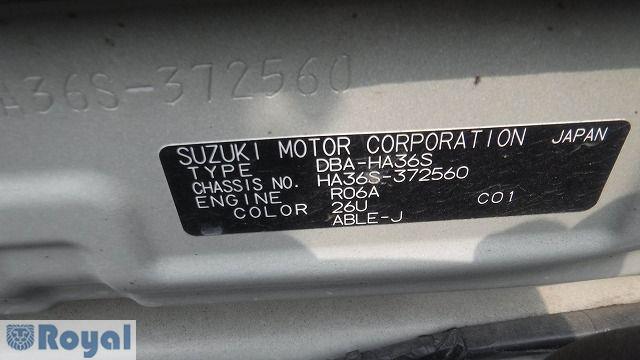 A36S-372560
SUZUKI MOTOR CORPORATION JAPAN
TYPE DBA-HA36S
CHASSIS NO. HA36S-372560
ENGINE R06A
COLOR 26U C01
ABLE-J
Royal